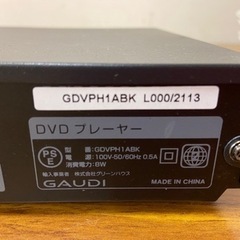 GDVPH1ABK L000/2113
DVD プレーヤー
PSE
型 番:GDVPH1ABK
電 源:100V-50/60Hz 0.5A
消費電力:8W
輸入事業者 株式会社グリーンハウス
GAUDI
MADE IN CHINA